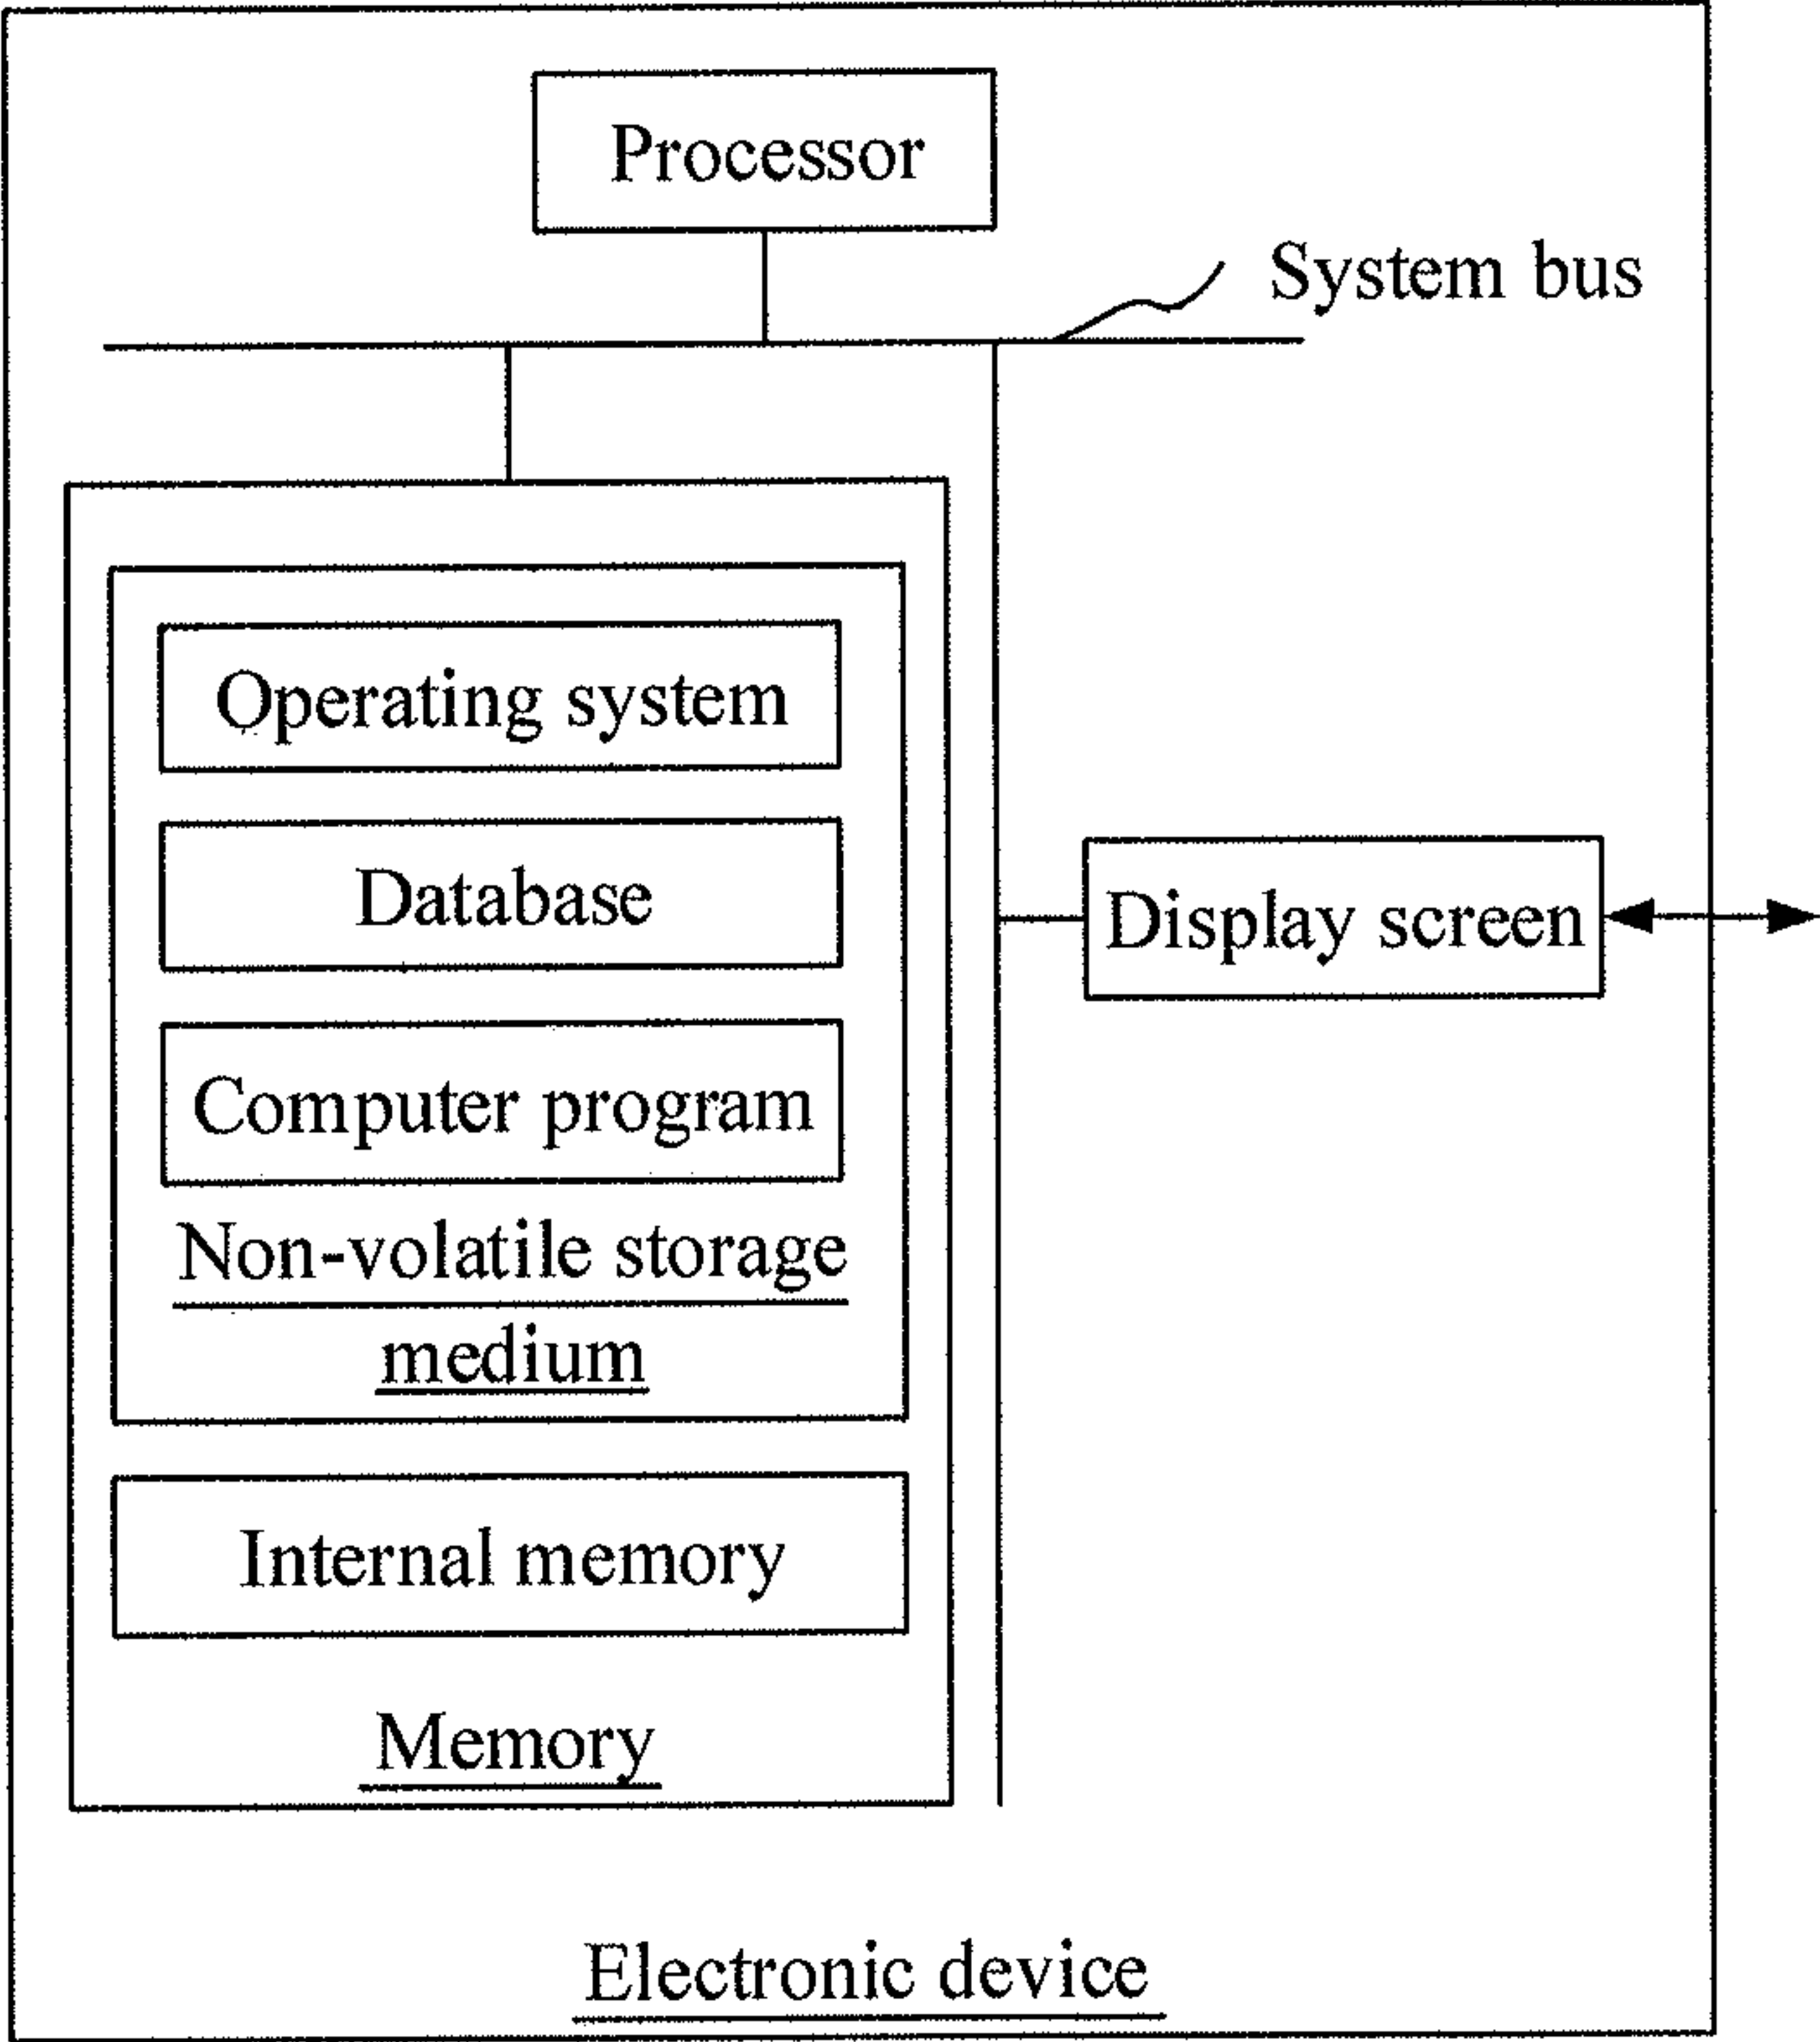 Processor
System bus
Operating system
Database
Display screen
Computer program
Non-volatile storage
medium
Internal memory
Memory
Electronic device